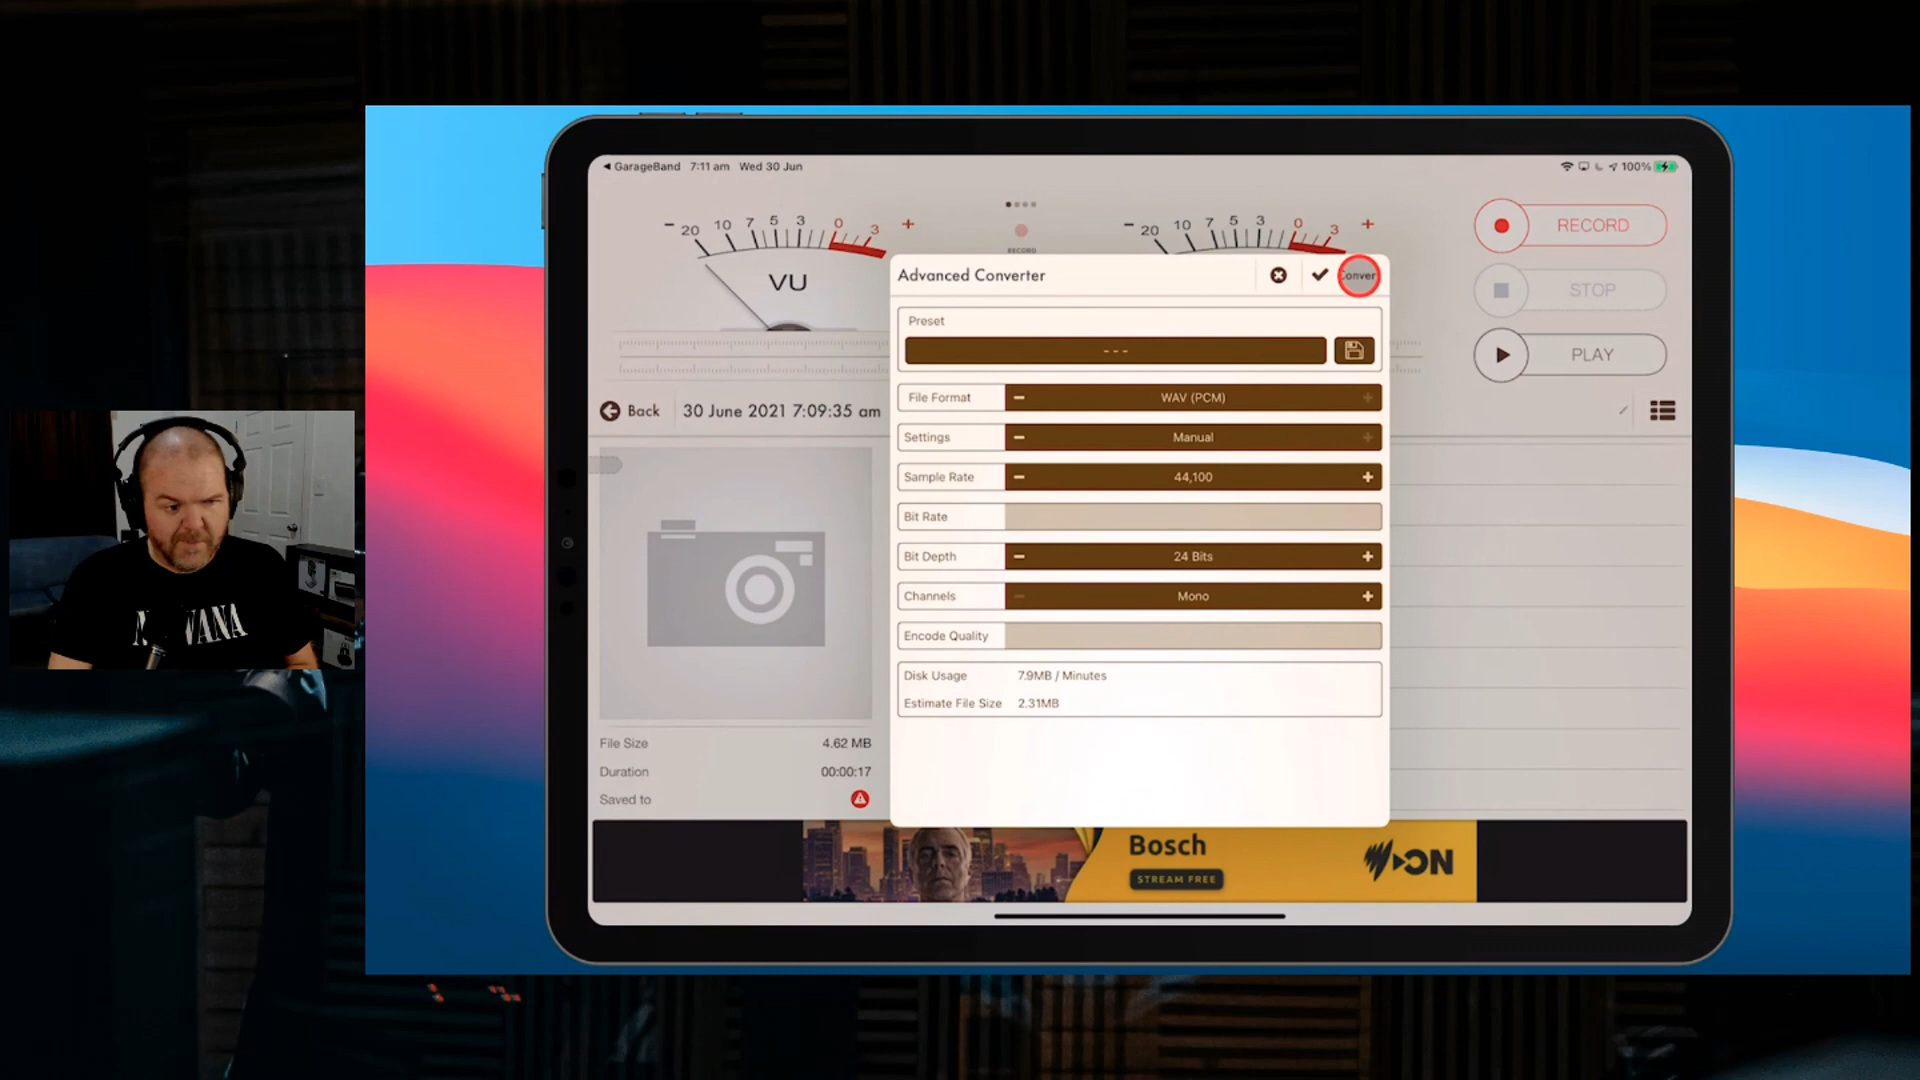 GarageBand 7:11 am Wed 30 Jun
100%
- 20 10 7 5 3 0 3 +
VU
RECORD
- 20 10 7 5 3 0 3 +
RECORD
STOP
PLAY
Advanced Converter
Conver
Preset
---
File Format - WAV (PCM) +
Settings - Manual +
Sample Rate - 44,100 +
Bit Rate
Bit Depth - 24 Bits +
Channels - Mono +
Encode Quality
Disk Usage 7.9MB / Minutes
Estimate File Size 2.31MB
Back 30 June 2021 7:09:35 am
File Size 4.62 MB
Duration 00:00:17
Saved to
Bosch
STREAM FREE
ON